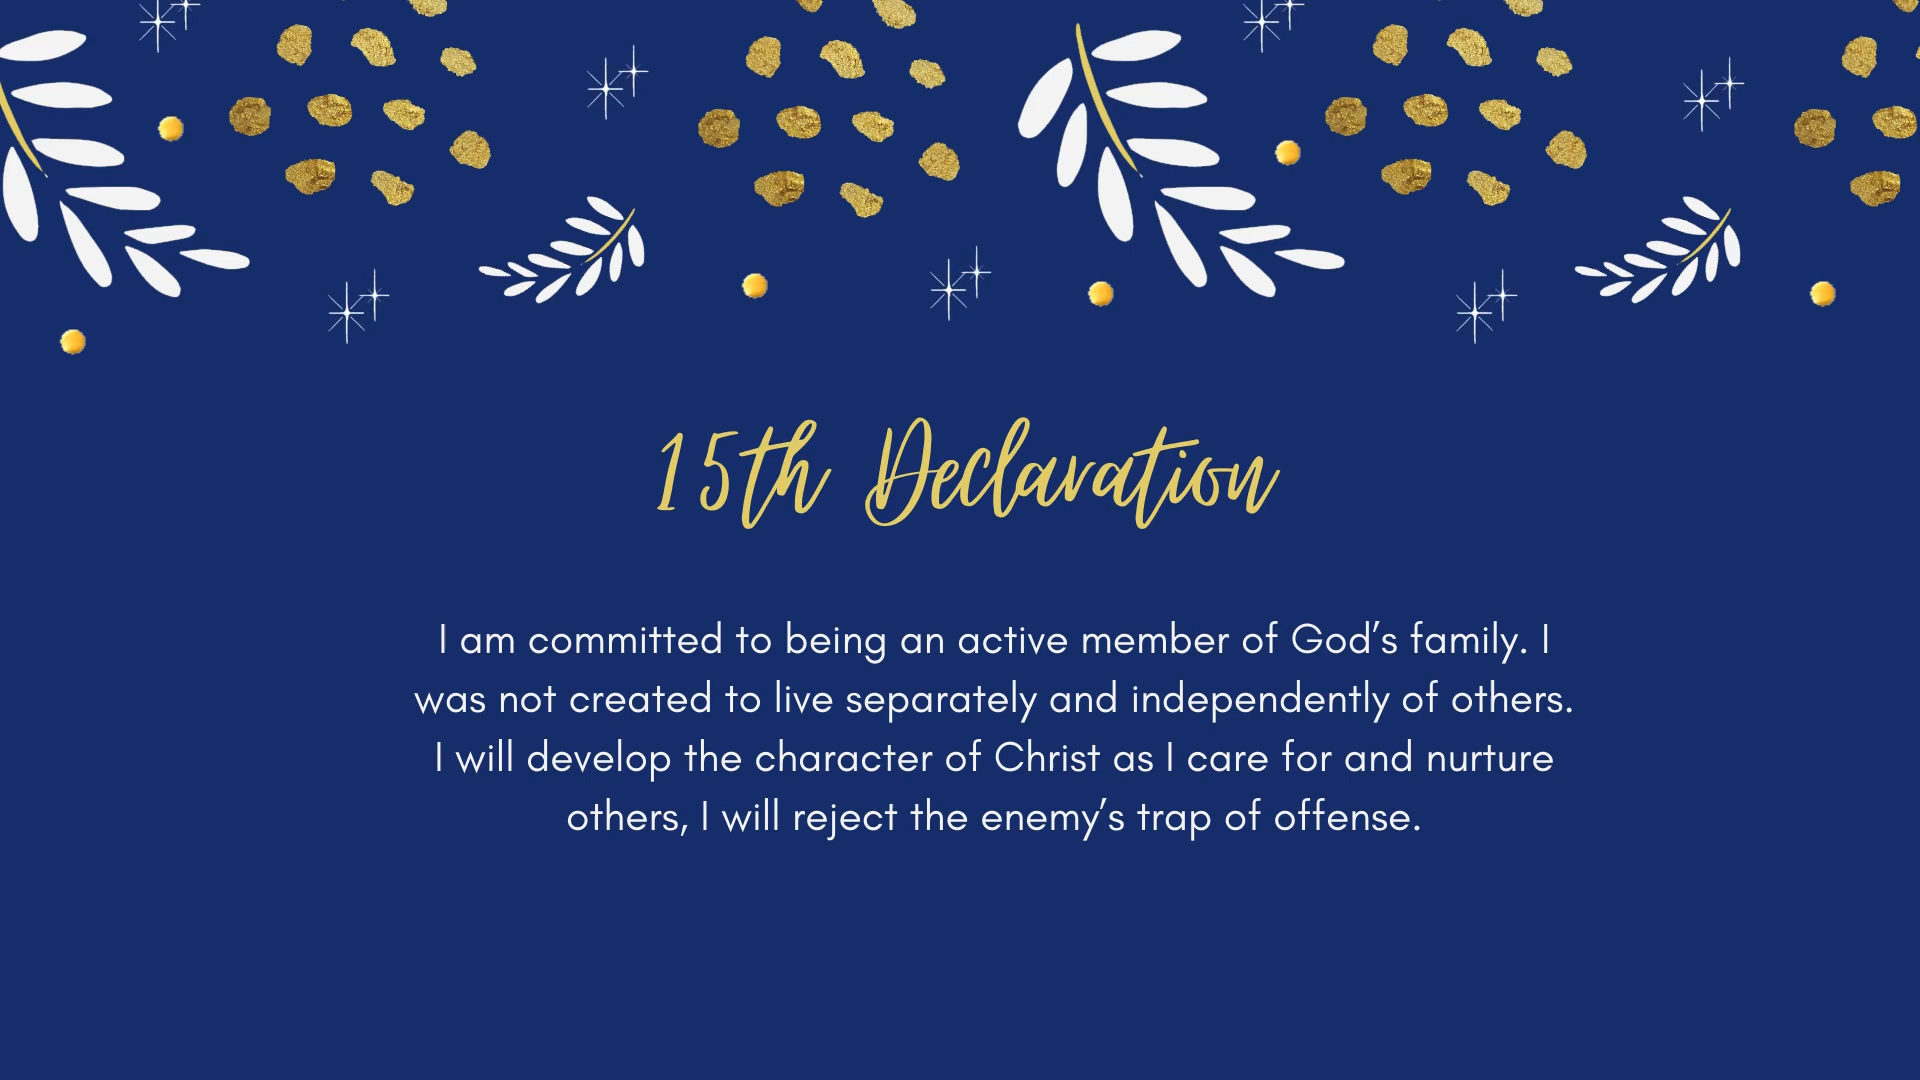 15th Declaration
I am committed to being an active member of God’s family. I
was not created to live separately and independently of others.
I will develop the character of Christ as I care for and nurture
others, I will reject the enemy’s trap of offense.